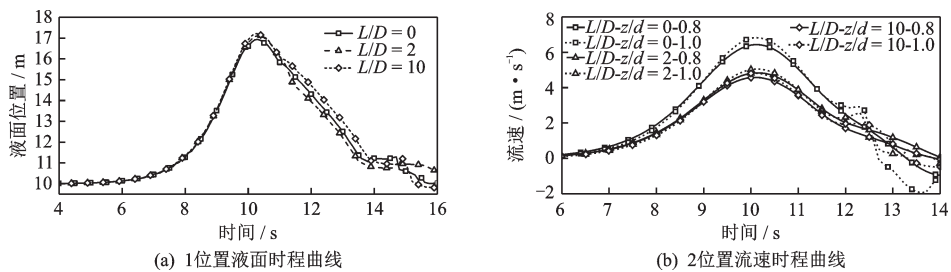 18
17
16
15
14
13
12
11
10
液面位置 / m
4 6 8 10 12 14 16
时间 / s
L/D = 0
L/D = 2
L/D = 10
(a) 1位置液面时程曲线
8
6
4
2
0
−2
流速 / (m·s⁻¹)
6 7 8 9 10 11 12 13 14
时间 / s
L/D-z/d = 0-0.8
L/D-z/d = 0-1.0
L/D-z/d = 2-0.8
L/D-z/d = 2-1.0
L/D-z/d = 10-0.8
L/D-z/d = 10-1.0
(b) 2位置流速时程曲线